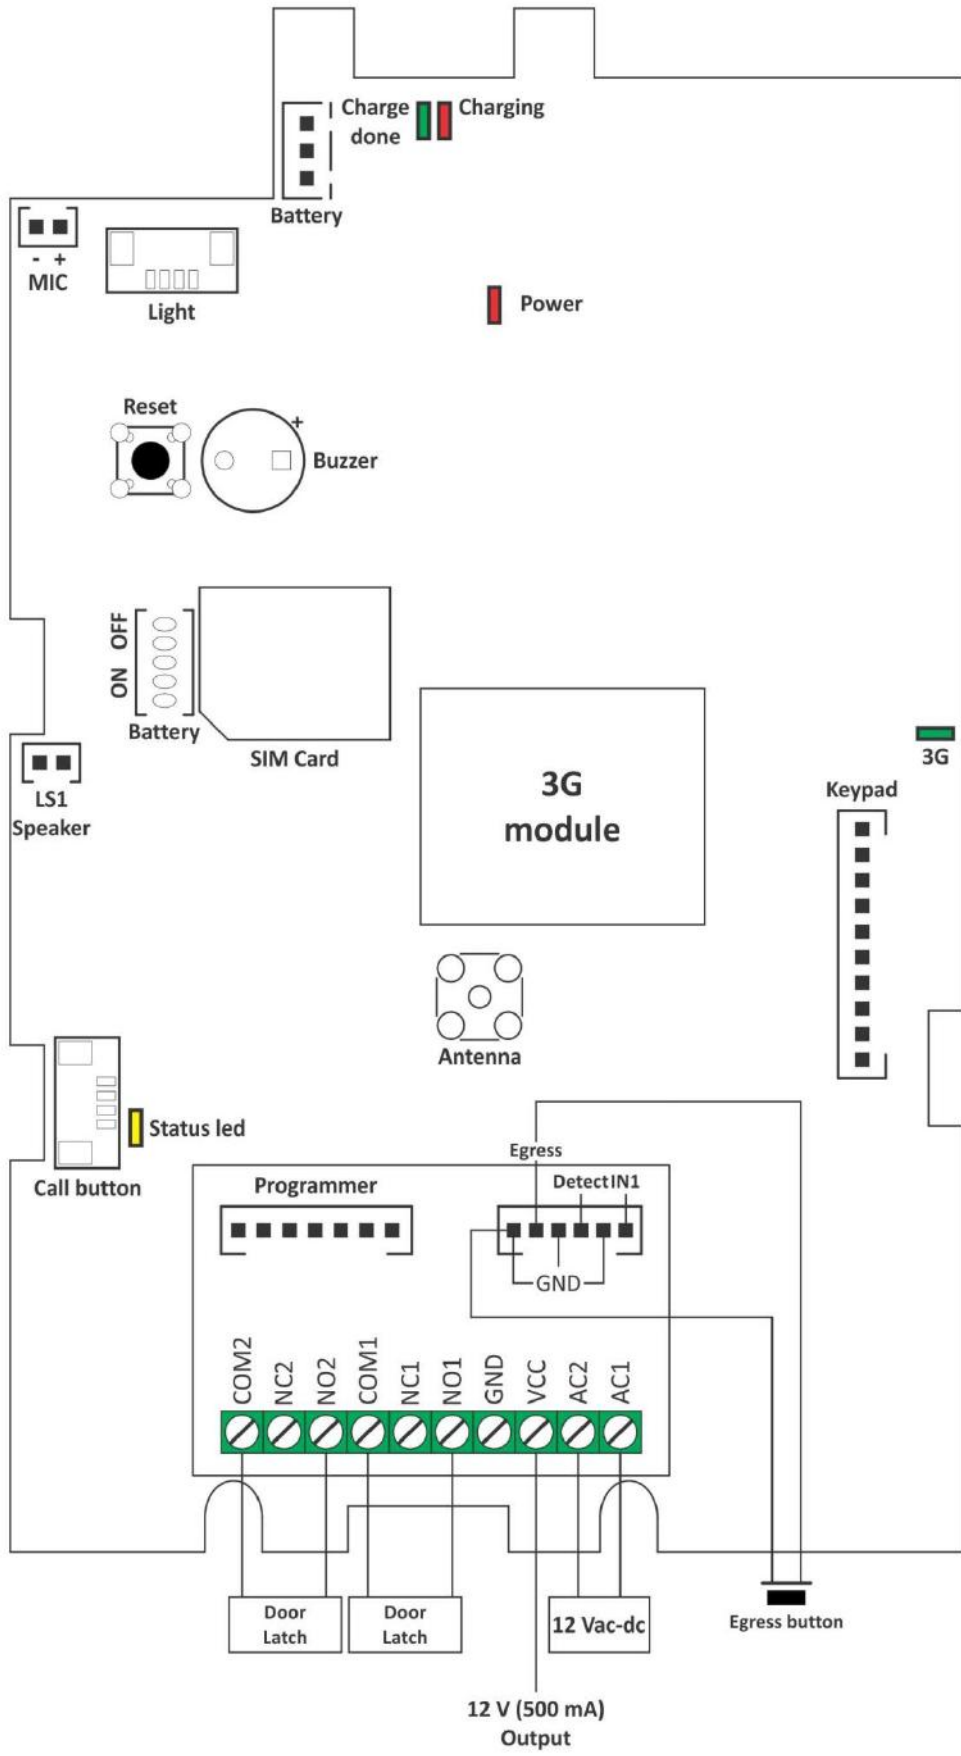 Charge
done
Charging
Battery
- +
MIC
Light
Power
Reset
+
Buzzer
ON OFF
Battery
SIM Card
3G
module
3G
LS1
Speaker
Keypad
Antenna
Status led
Call button
Egress
Programmer
Detect IN1
GND
COM2 NC2 NO2 COM1 NC1 NO1 GND VCC AC2 AC1
Door
Latch
Door
Latch
12 Vac-dc
Egress button
12 V (500 mA)
Output